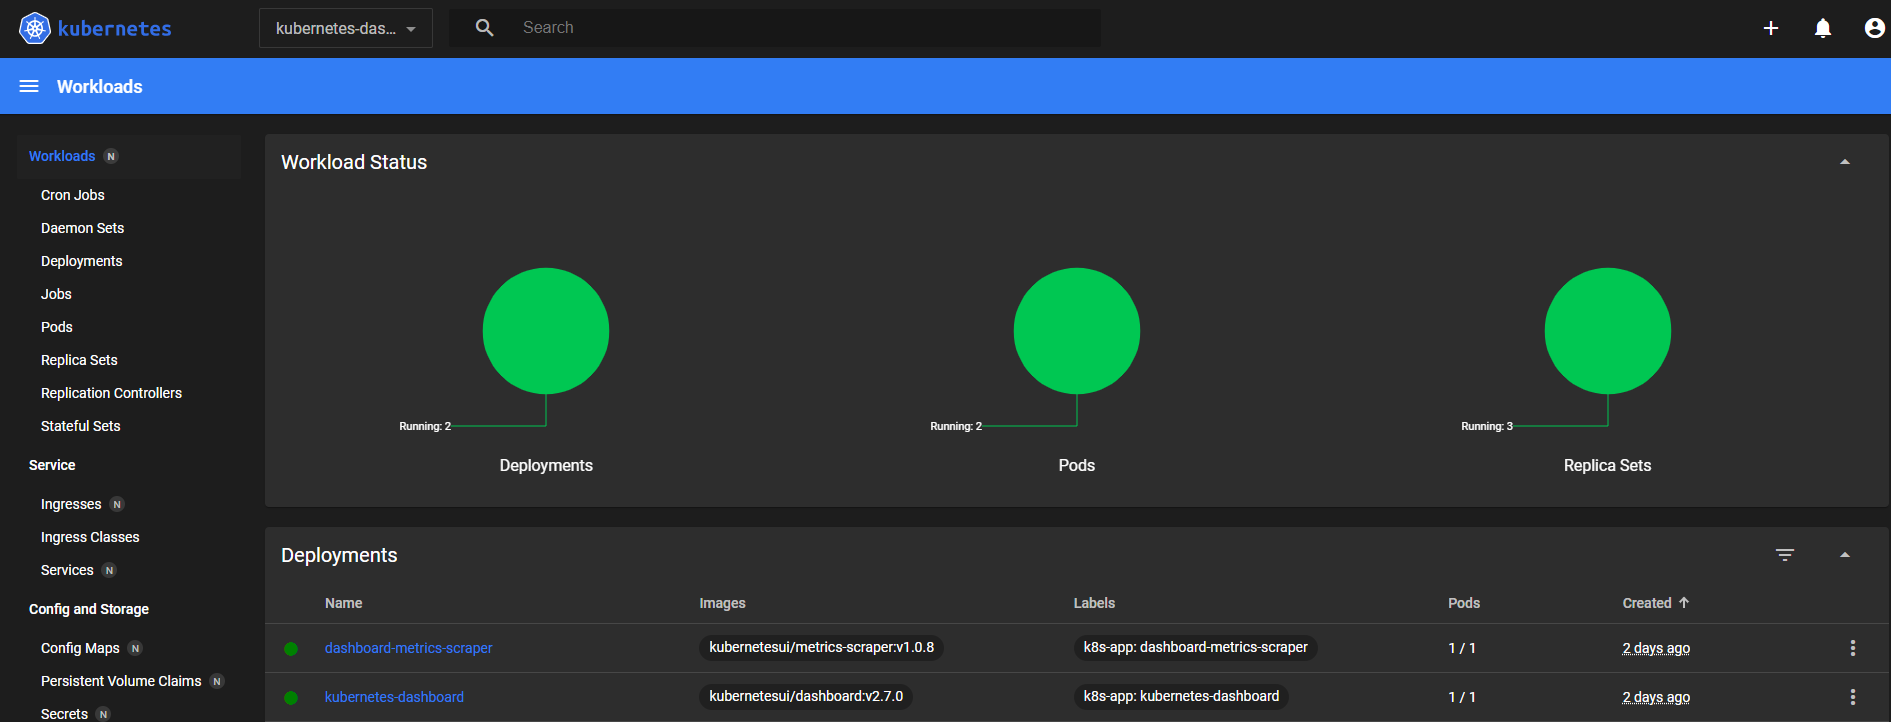 kubernetes
kubernetes-das...
Search
Workloads
Workloads N
Cron Jobs
Daemon Sets
Deployments
Jobs
Pods
Replica Sets
Replication Controllers
Stateful Sets
Service
Ingresses N
Ingress Classes
Services N
Config and Storage
Config Maps N
Persistent Volume Claims N
Secrets N
Workload Status
Running: 2
Deployments
Running: 2
Pods
Running: 3
Replica Sets
Deployments
Name Images Labels Pods Created
dashboard-metrics-scraper kubernetesui/metrics-scraper:v1.0.8 k8s-app: dashboard-metrics-scraper 1 / 1 2 days ago
kubernetes-dashboard kubernetesui/dashboard:v2.7.0 k8s-app: kubernetes-dashboard 1 / 1 2 days ago